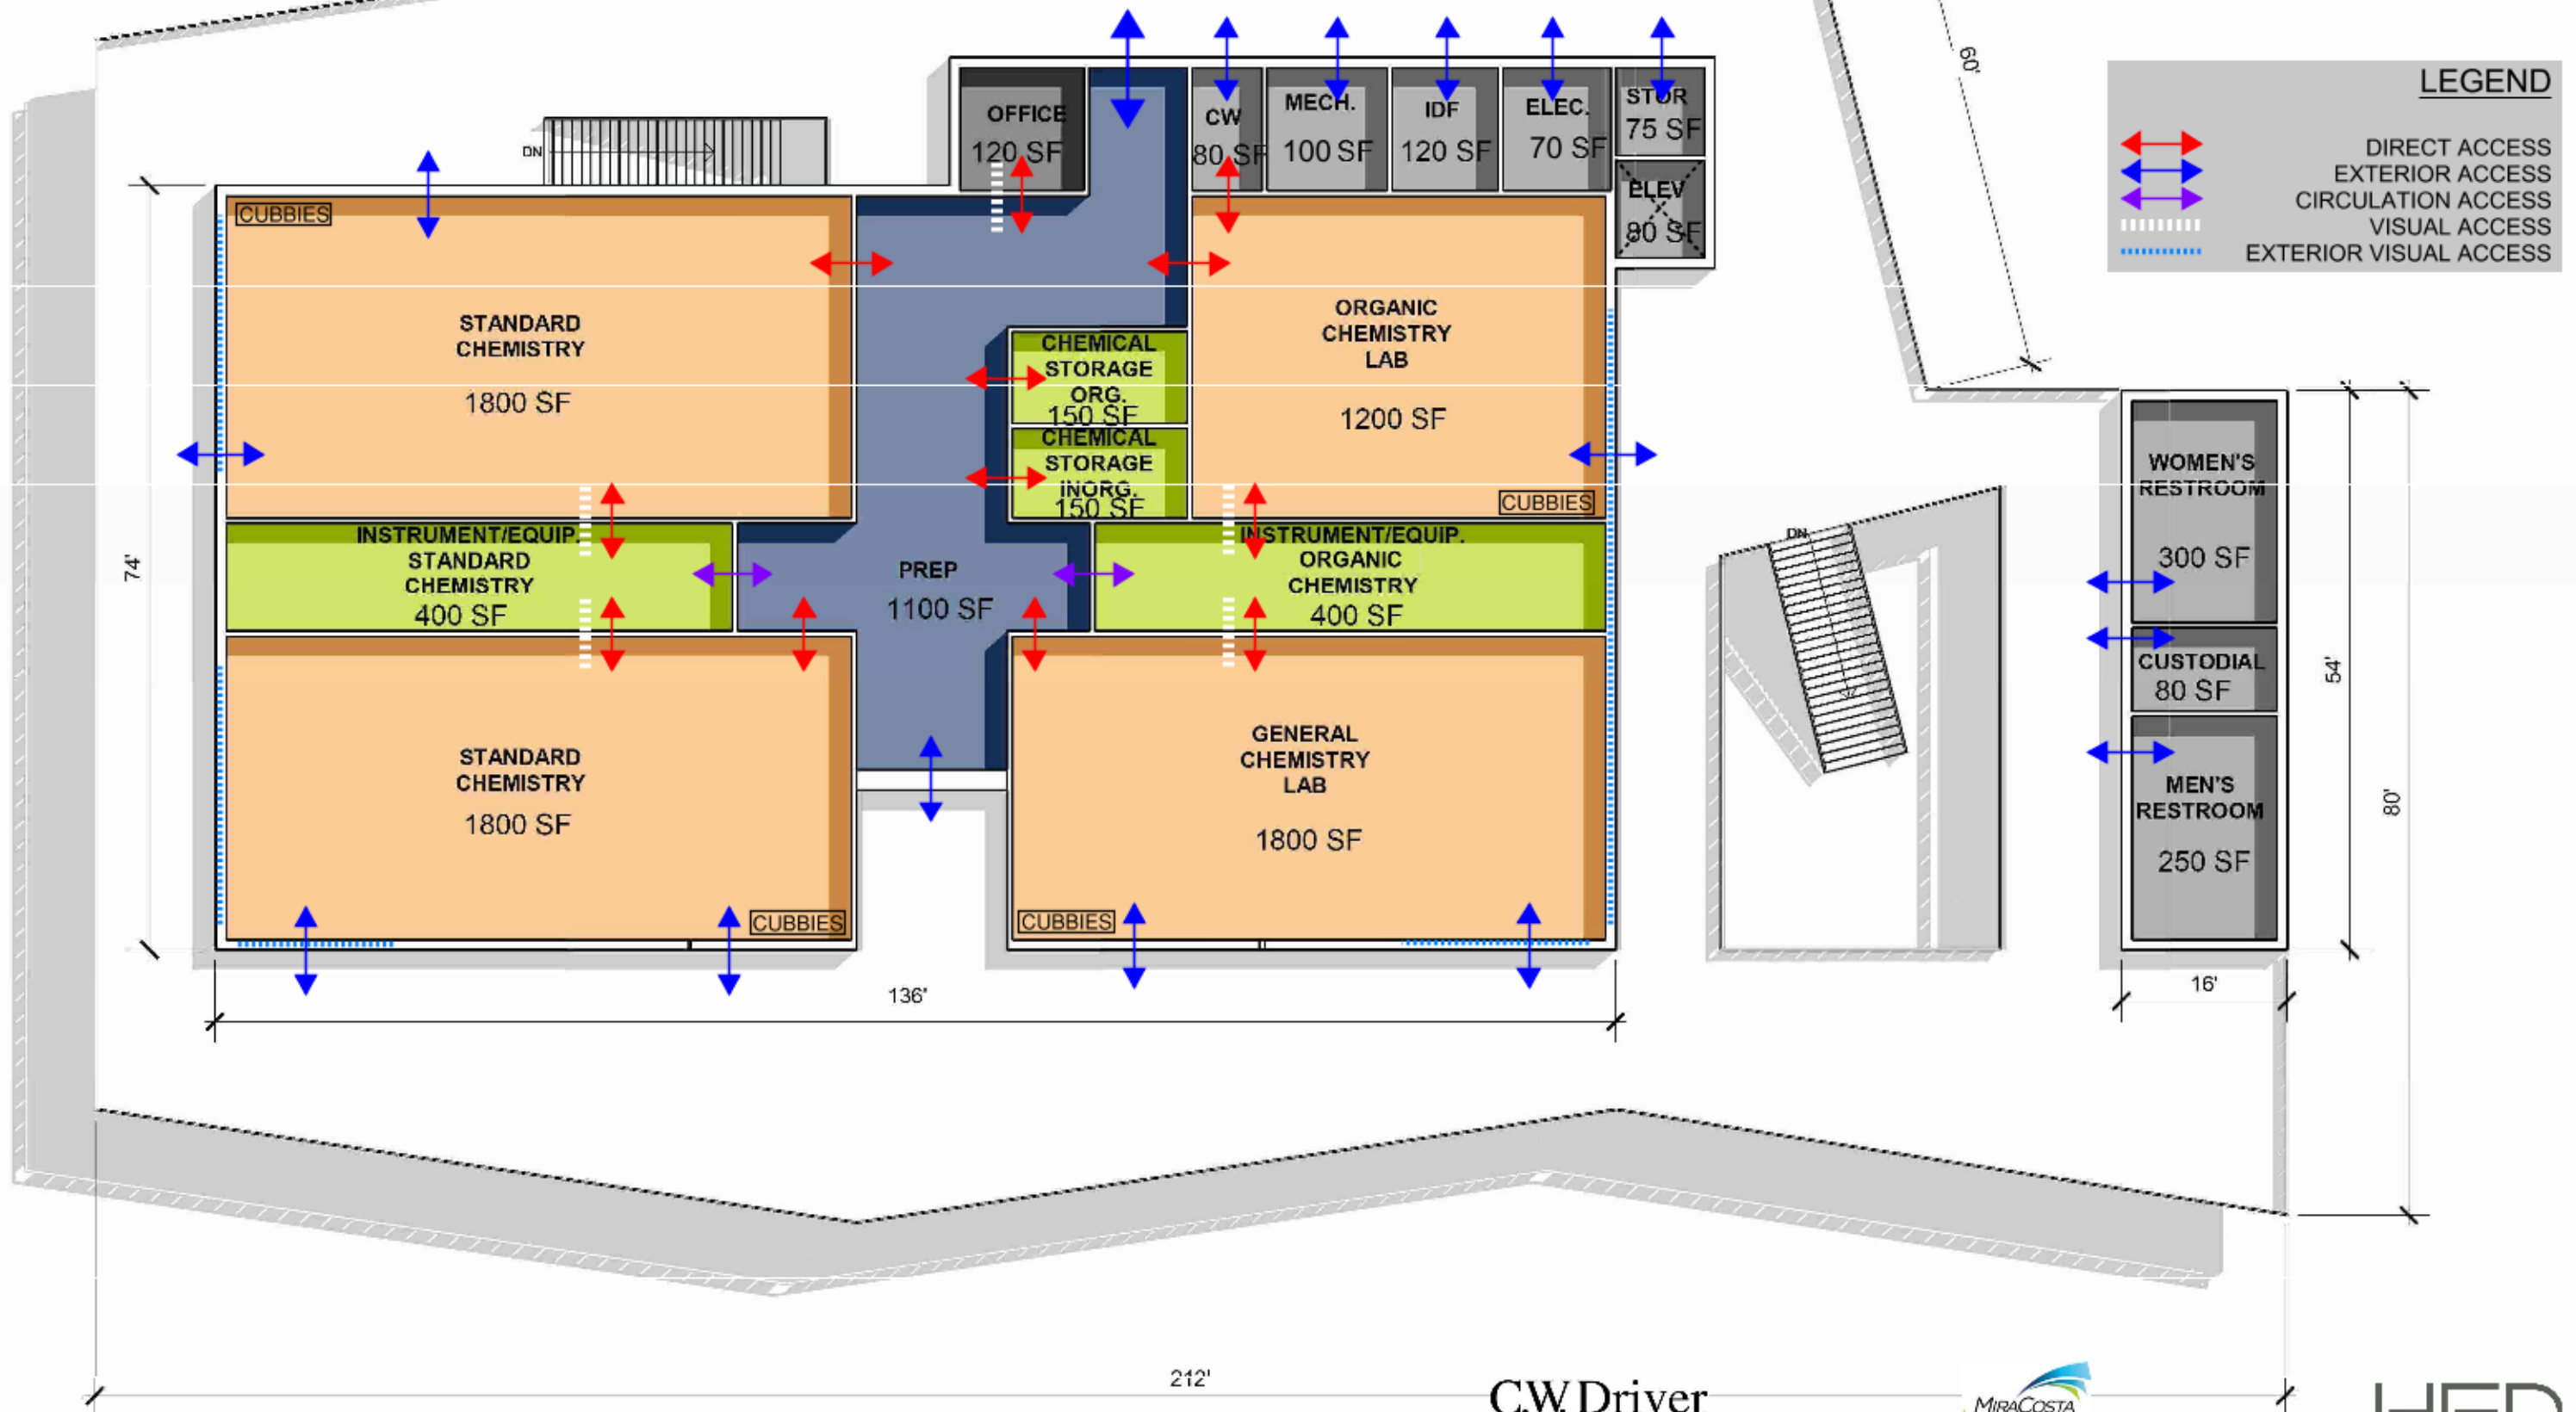 60'
LEGEND
DIRECT ACCESS
EXTERIOR ACCESS
CIRCULATION ACCESS
VISUAL ACCESS
EXTERIOR VISUAL ACCESS
OFFICE
120 SF
CW
80 SF
MECH.
100 SF
IDF
120 SF
ELEC.
70 SF
STOR
75 SF
ELEV
80 SF
DN
CUBBIES
STANDARD
CHEMISTRY
1800 SF
CHEMICAL
STORAGE
ORG.
150 SF
CHEMICAL
STORAGE
INORG.
150 SF
ORGANIC
CHEMISTRY
LAB
1200 SF
CUBBIES
74'
INSTRUMENT/EQUIP.
STANDARD
CHEMISTRY
400 SF
PREP
1100 SF
INSTRUMENT/EQUIP.
ORGANIC
CHEMISTRY
400 SF
DN
WOMEN'S
RESTROOM
300 SF
CUSTODIAL
80 SF
MEN'S
RESTROOM
250 SF
54'
80'
STANDARD
CHEMISTRY
1800 SF
CUBBIES
GENERAL
CHEMISTRY
LAB
1800 SF
CUBBIES
136'
16'
212'
C.W. Driver
MIRACOSTA
HED